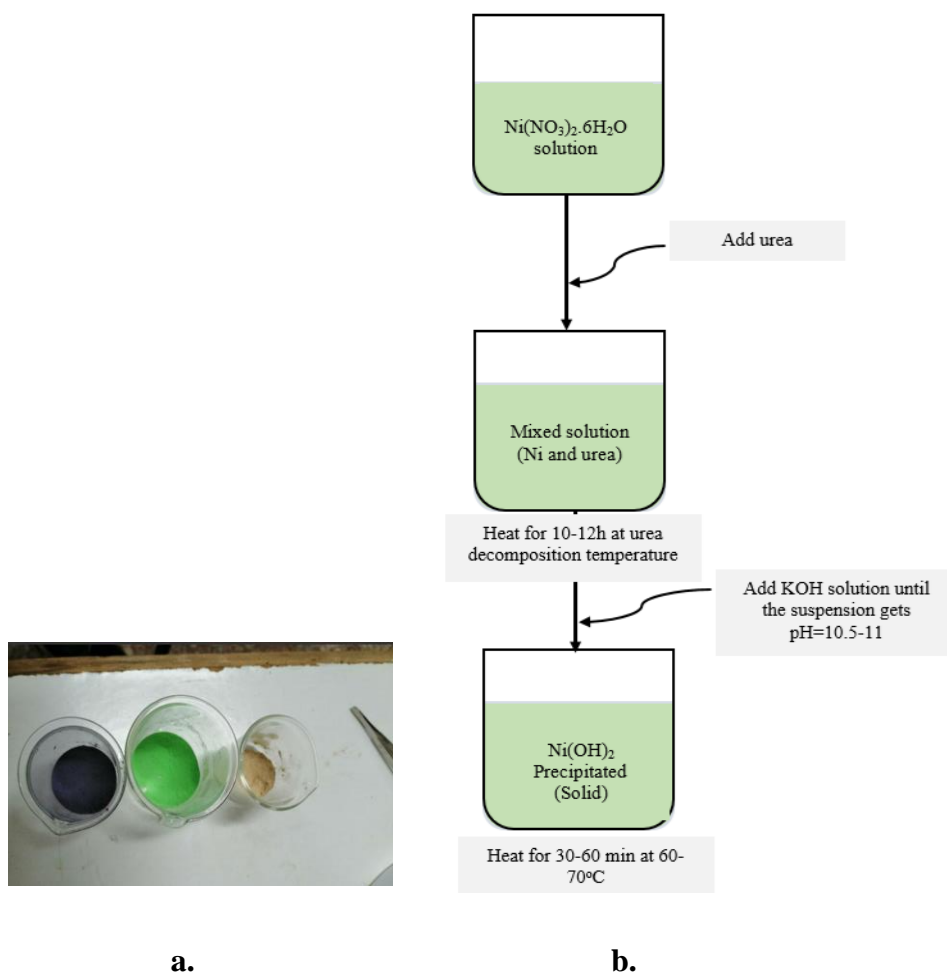 Ni(NO₃)₂.6H₂O
solution
Add urea
Mixed solution
(Ni and urea)
Heat for 10-12h at urea
decomposition temperature
Add KOH solution until
the suspension gets
pH=10.5-11
Ni(OH)₂
Precipitated
(Solid)
Heat for 30-60 min at 60-
70ᵒC
a.
b.